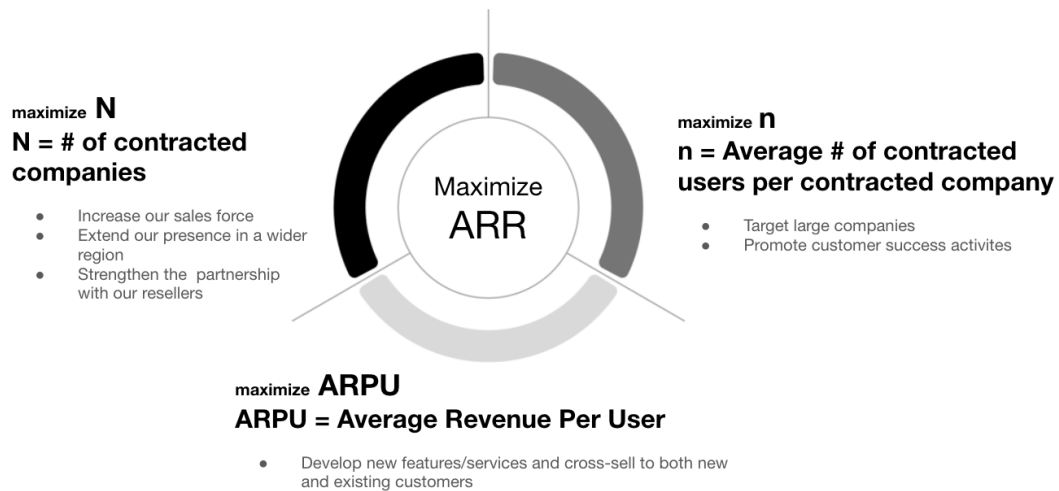 maximize N
N = # of contracted
companies
● Increase our sales force
● Extend our presence in a wider
region
● Strengthen the partnership
with our resellers
Maximize
ARR
maximize n
n = Average # of contracted
users per contracted company
● Target large companies
● Promote customer success activites
maximize ARPU
ARPU = Average Revenue Per User
● Develop new features/services and cross-sell to both new
and existing customers